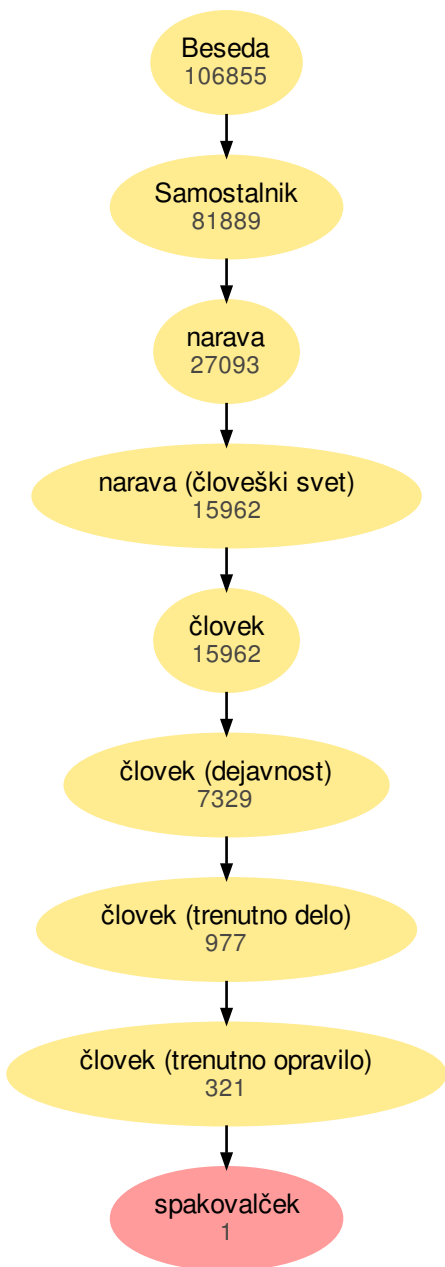 Beseda
106855
Samostalnik
81889
narava
27093
narava (človeški svet)
15962
človek
15962
človek (dejavnost)
7329
človek (trenutno delo)
977
človek (trenutno opravilo)
321
spakovalček
1